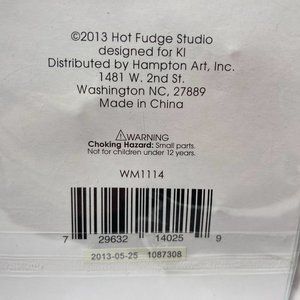 ©2013 Hot Fudge Studio
designed for KI
Distributed by Hampton Art, Inc.
1481 W. 2nd St.
Washington NC, 27889
Made in China
⚠WARNING
Choking Hazard: Small parts.
Not for children under 12 years.
WM1114
7 29632 14025 9
2013-05-25 1087308